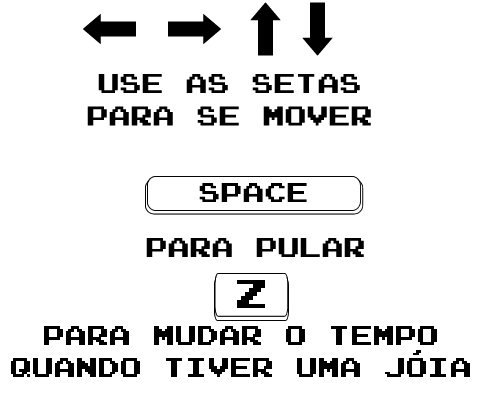 USE AS SETAS
PARA SE MOVER
SPACE
PARA PULAR
Z
PARA MUDAR O TEMPO
QUANDO TIVER UMA JÓIA